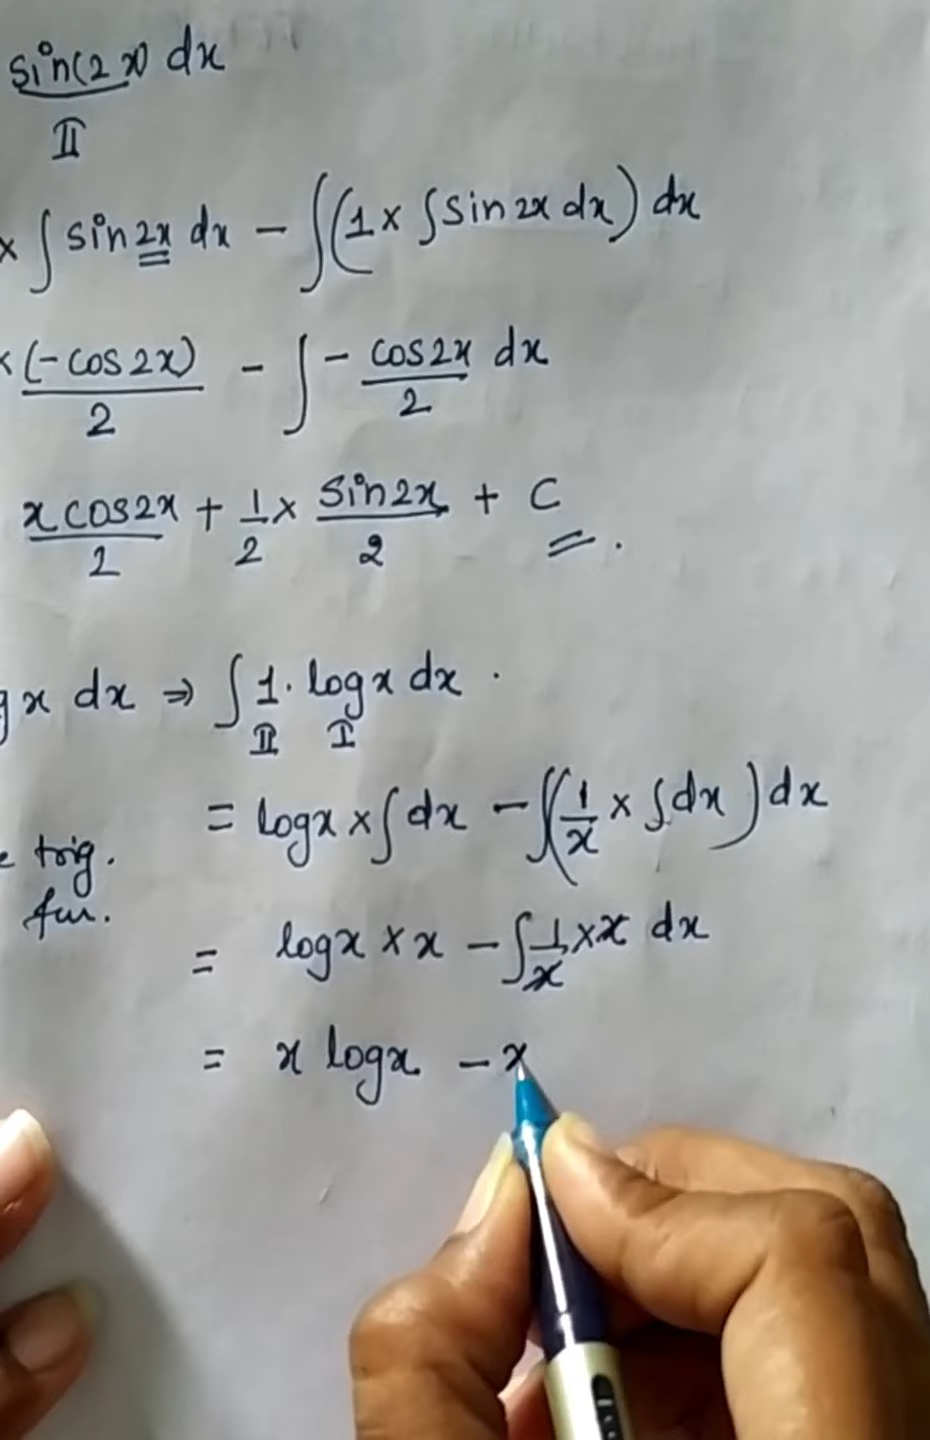 sin(2x) dx
II
× ∫ sin 2x dx − ∫(1 × ∫ sin 2x dx) dx
× (−cos 2x)/2 − ∫ − cos 2x/2 dx
x cos 2x/2 + 1/2 × sin 2x/2 + C.
g x dx ⇒ ∫ 1. log x dx.
II I
= log x × ∫ dx − ∫(1/x × ∫ dx) dx
trig.
fun.
= log x × x − ∫ 1/x × x dx
= x log x − x